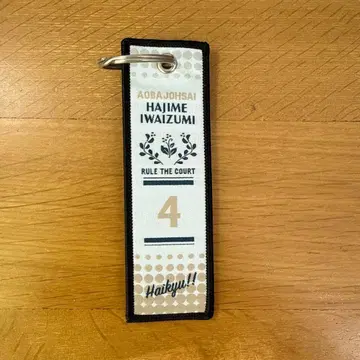 AOBAJOHSAI
HAJIME
IWAIZUMI
RULE THE COURT
4
Haikyu!!